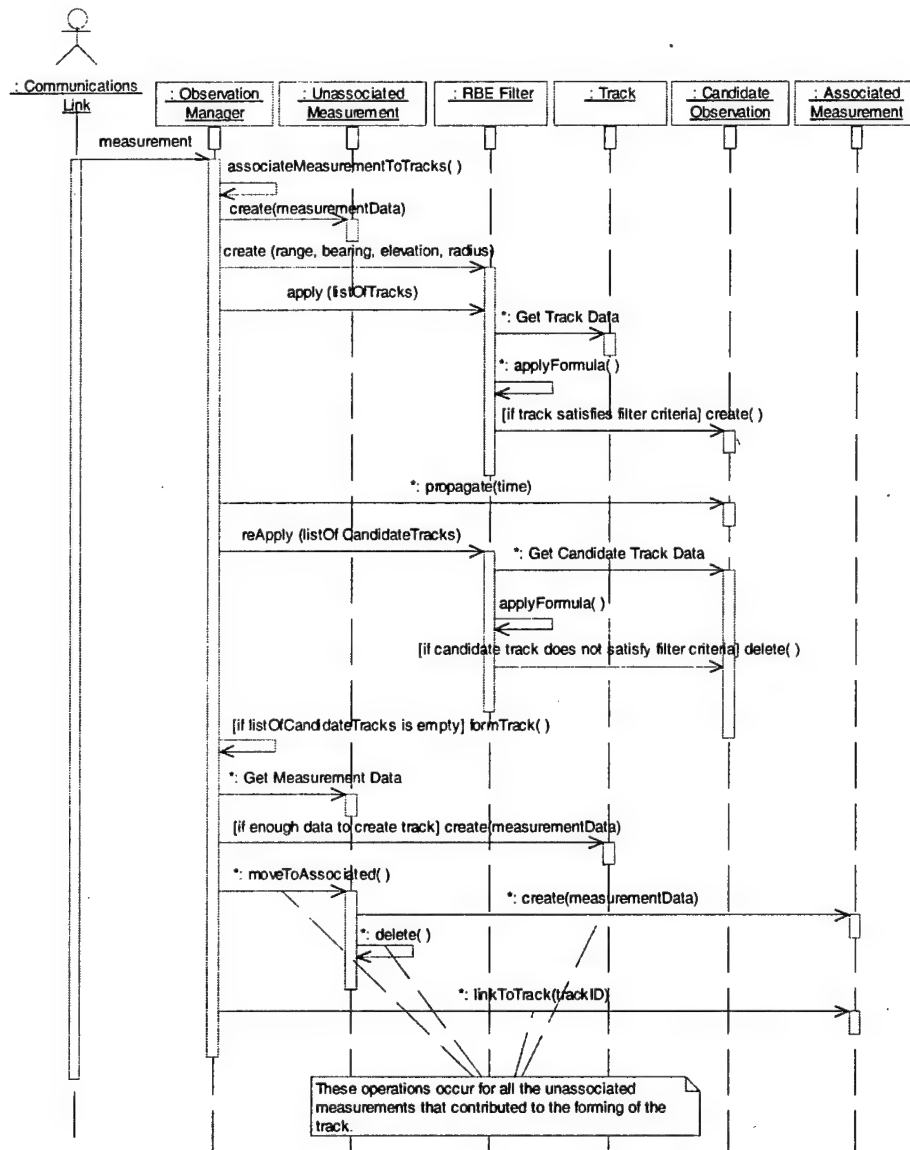 : Communications
Link
: Observation
Manager
: Unassociated
Measurement
: RBE Filter
: Track
: Candidate
Observation
: Associated
Measurement
measurement
associateMeasurementToTracks( )
create(measurementData)
create (range, bearing, elevation, radius)
apply (listOfTracks)
*: Get Track Data
*: applyFormula( )
[if track satisfies filter criteria] create( )
*: propagate(time)
reApply (listOf CandidateTracks)
*: Get Candidate Track Data
applyFormula( )
[if candidate track does not satisfy filter criteria] delete( )
[if listOfCandidateTracks is empty] formTrack( )
*: Get Measurement Data
[if enough data to create track] create(measurementData)
*: moveToAssociated( )
*: create(measurementData)
*: delete( )
*: linkToTrack(trackID)
These operations occur for all the unassociated
measurements that contributed to the forming of the
track.